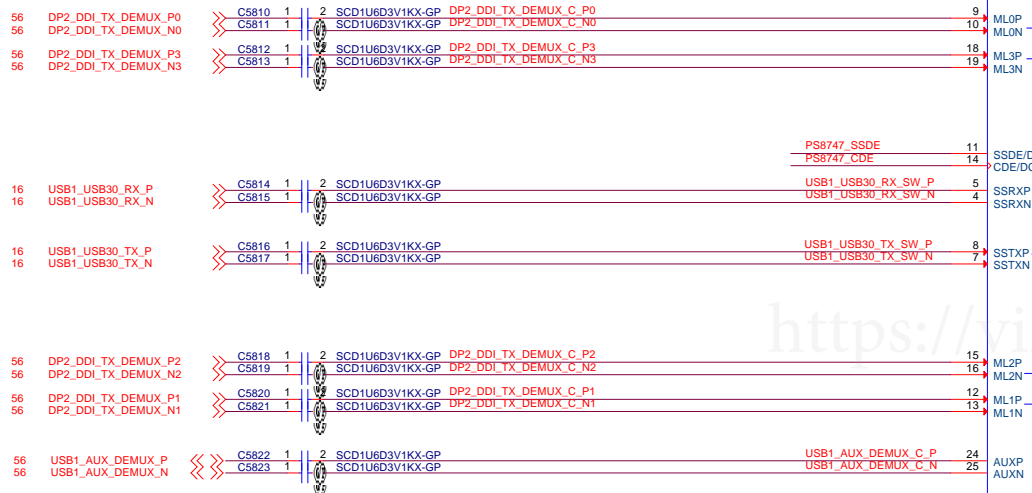 56 DP2_DDI_TX_DEMUX_P0 C5810 1 2 SCD1U6D3V1KX-GP DP2_DDI_TX_DEMUX_C_P0 9 ML0P
56 DP2_DDI_TX_DEMUX_N0 C5811 1 SCD1U6D3V1KX-GP DP2_DDI_TX_DEMUX_C_N0 10 ML0N
56 DP2_DDI_TX_DEMUX_P3 C5812 1 2 SCD1U6D3V1KX-GP DP2_DDI_TX_DEMUX_C_P3 18 ML3P
56 DP2_DDI_TX_DEMUX_N3 C5813 1 SCD1U6D3V1KX-GP DP2_DDI_TX_DEMUX_C_N3 19 ML3N
PS8747_SSDE 11 SSDE/D
PS8747_CDE 14 CDE/DC
16 USB1_USB30_RX_P C5814 1 2 SCD1U6D3V1KX-GP USB1_USB30_RX_SW_P 5 SSRXP
16 USB1_USB30_RX_N C5815 1 SCD1U6D3V1KX-GP USB1_USB30_RX_SW_N 4 SSRXN
16 USB1_USB30_TX_P C5816 1 2 SCD1U6D3V1KX-GP USB1_USB30_TX_SW_P 8 SSTXP
16 USB1_USB30_TX_N C5817 1 SCD1U6D3V1KX-GP USB1_USB30_TX_SW_N 7 SSTXN
https://vi
56 DP2_DDI_TX_DEMUX_P2 C5818 1 2 SCD1U6D3V1KX-GP DP2_DDI_TX_DEMUX_C_P2 15 ML2P
56 DP2_DDI_TX_DEMUX_N2 C5819 1 SCD1U6D3V1KX-GP DP2_DDI_TX_DEMUX_C_N2 16 ML2N
56 DP2_DDI_TX_DEMUX_P1 C5820 1 2 SCD1U6D3V1KX-GP DP2_DDI_TX_DEMUX_C_P1 12 ML1P
56 DP2_DDI_TX_DEMUX_N1 C5821 1 SCD1U6D3V1KX-GP DP2_DDI_TX_DEMUX_C_N1 13 ML1N
56 USB1_AUX_DEMUX_P C5822 1 2 SCD1U6D3V1KX-GP USB1_AUX_DEMUX_C_P 24 AUXP
56 USB1_AUX_DEMUX_N C5823 1 SCD1U6D3V1KX-GP USB1_AUX_DEMUX_C_N 25 AUXN